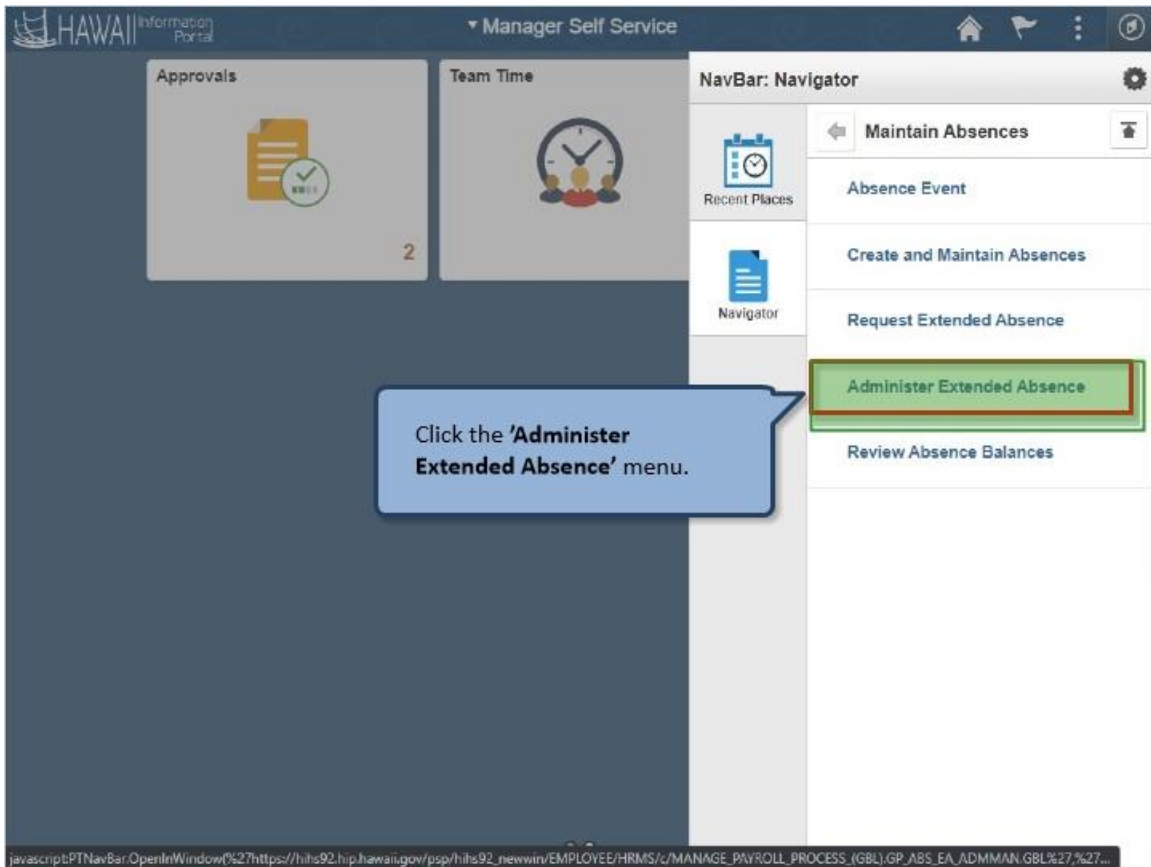 HAWAII Information Portal
Manager Self Service
Approvals
2
Team Time
NavBar: Navigator
Recent Places
Navigator
Maintain Absences
Absence Event
Create and Maintain Absences
Request Extended Absence
Administer Extended Absence
Review Absence Balances
Click the 'Administer
Extended Absence' menu.
javascript:PTNavBar.OpenInWindow(%27https://hihs92.hip.hawaii.gov/psp/hihs92_newwin/EMPLOYEE/HRMS/c/MANAGE_PAYROLL_PROCESS_(GBL).GP_ABS_EA_ADMMAN.GBL%27,%27...